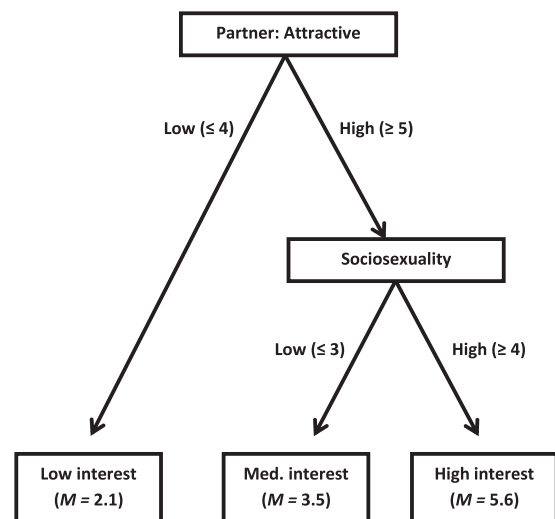 Partner: Attractive
Low (≤ 4)
High (≥ 5)
Sociosexuality
Low (≤ 3)
High (≥ 4)
Low interest
(M = 2.1)
Med. interest
(M = 3.5)
High interest
(M = 5.6)